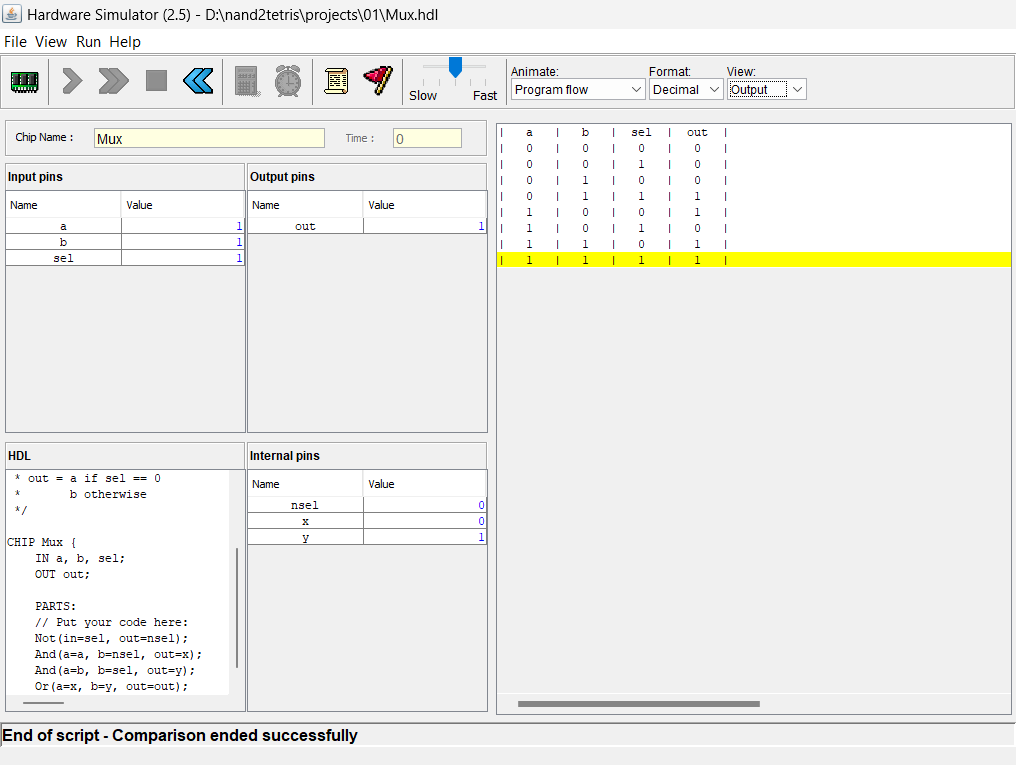 Hardware Simulator (2.5) - D:\nand2tetris\projects\01\Mux.hdl
File View Run Help
Animate: Format: View:
Slow Fast Program flow Decimal Output
Chip Name : Mux Time : 0
Input pins
Name Value
a 1
b 1
sel 1
Output pins
Name Value
out 1
HDL
* out = a if sel == 0
* b otherwise
*/
CHIP Mux {
IN a, b, sel;
OUT out;
PARTS:
// Put your code here:
Not(in=sel, out=nsel);
And(a=a, b=nsel, out=x);
And(a=b, b=sel, out=y);
Or(a=x, b=y, out=out);
Internal pins
Name Value
nsel 0
x 0
y 1
| a | b | sel | out |
| 0 | 0 | 0 | 0 |
| 0 | 0 | 1 | 0 |
| 0 | 1 | 0 | 0 |
| 0 | 1 | 1 | 1 |
| 1 | 0 | 0 | 1 |
| 1 | 0 | 1 | 0 |
| 1 | 1 | 0 | 1 |
| 1 | 1 | 1 | 1 |
End of script - Comparison ended successfully